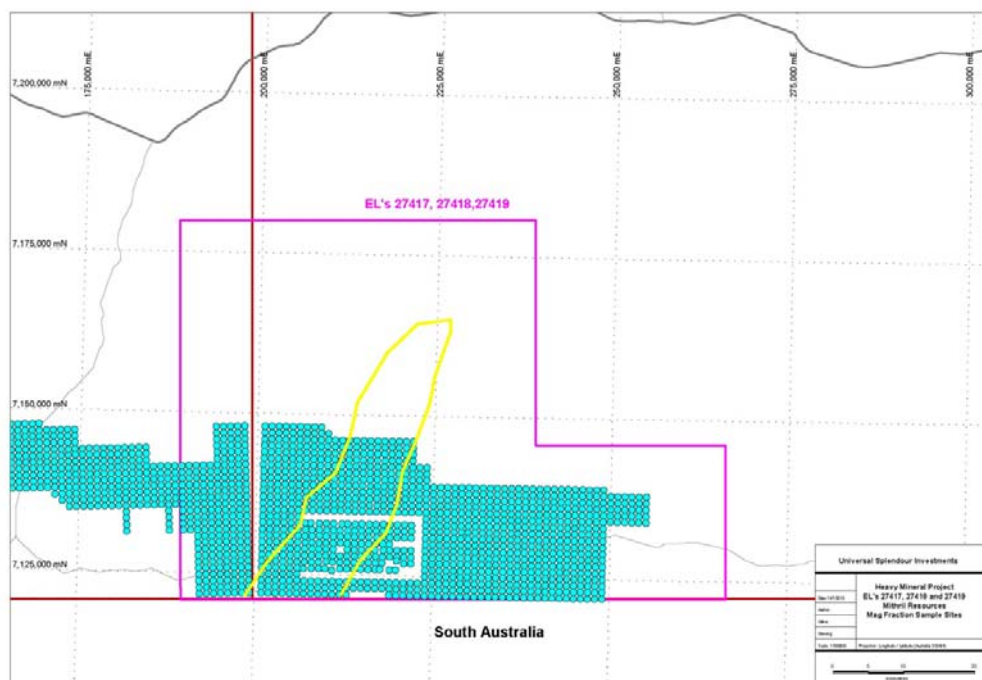 175,000 mE
200,000 mE
225,000 mE
250,000 mE
275,000 mE
300,000 mE
7,200,000 mN
EL's 27417, 27418,27419
7,175,000 mN
7,150,000 mN
7,125,000 mN
South Australia
Universal Splendour Investments
Heavy Mineral Project
EL's 27417, 27418 and 27419
Mithril Resources
Mag Fraction Sample Sites
0